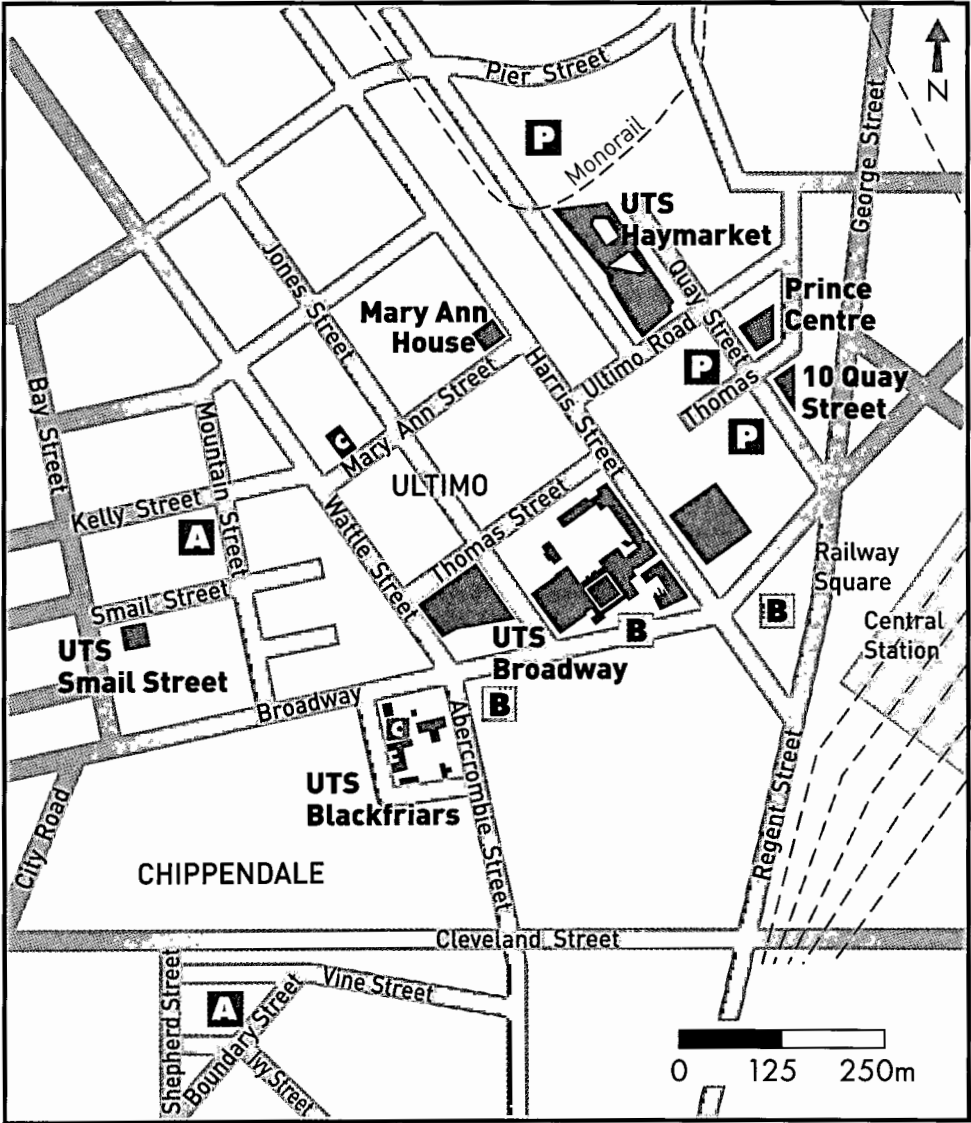 Pier Street
N
P
Monorail
George Street
UTS
Haymarket
Jones Street
Quay Street
Prince
Centre
Mary Ann
House
Ultimo Road
P
Thomas
10 Quay
Street
Bay Street
Mountain Street
Harris Street
C
Mary Ann Street
P
ULTIMO
Kelly Street
A
Wattle Street
Thomas Street
Railway
Square
Smail Street
B
B
Central
Station
UTS
Smail Street
UTS
Broadway
Broadway
B
C
Abercrombie Street
UTS
Blackfriars
City Road
Regent Street
CHIPPENDALE
Cleveland Street
Shepherd Street
Vine Street
A
Boundary Street
Ivy Street
0 125 250m